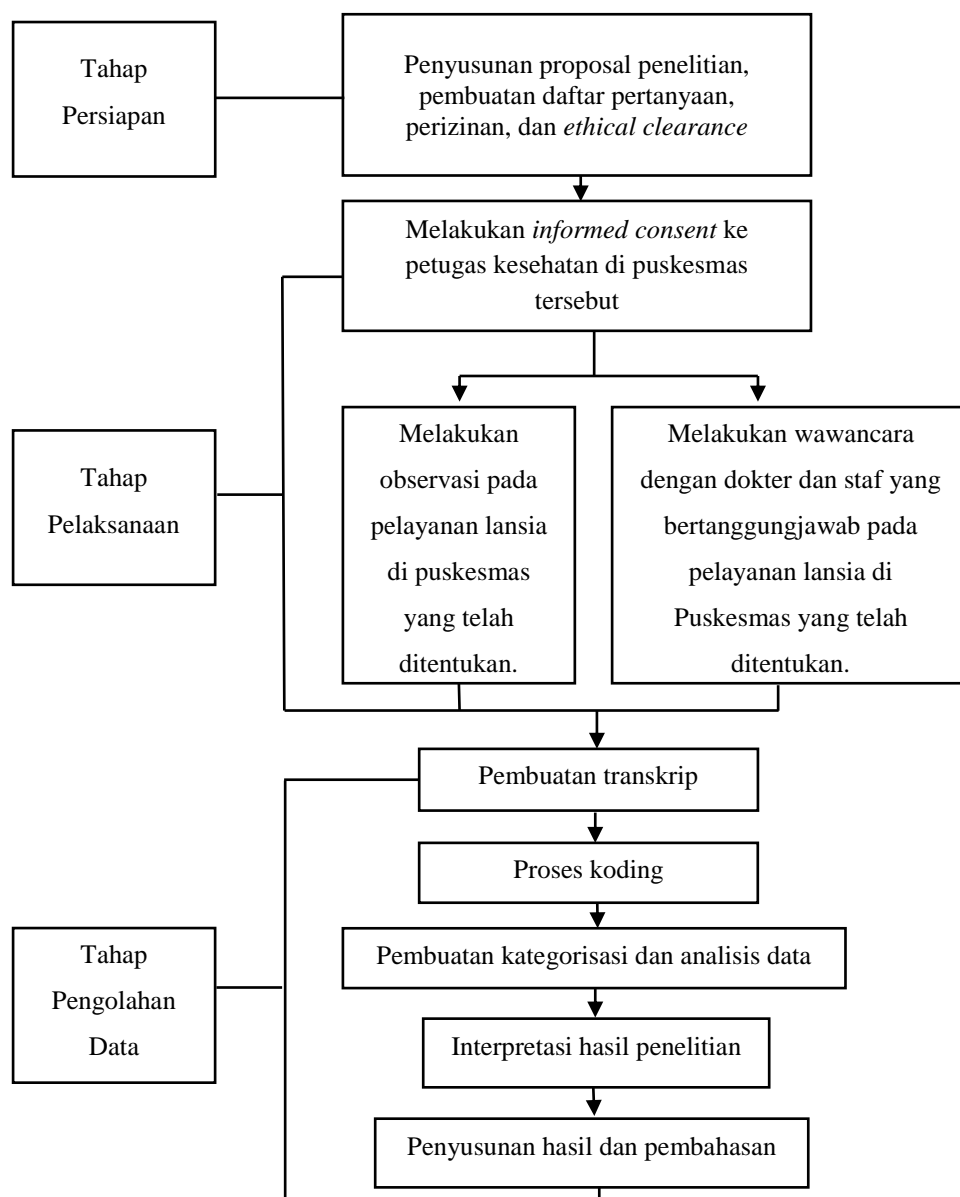 Tahap
Persiapan
Penyusunan proposal penelitian,
pembuatan daftar pertanyaan,
perizinan, dan ethical clearance
Melakukan informed consent ke
petugas kesehatan di puskesmas
tersebut
Tahap
Pelaksanaan
Melakukan
observasi pada
pelayanan lansia
di puskesmas
yang telah
ditentukan.
Melakukan wawancara
dengan dokter dan staf yang
bertanggungjawab pada
pelayanan lansia di
Puskesmas yang telah
ditentukan.
Tahap
Pengolahan
Data
Pembuatan transkrip
Proses koding
Pembuatan kategorisasi dan analisis data
Interpretasi hasil penelitian
Penyusunan hasil dan pembahasan